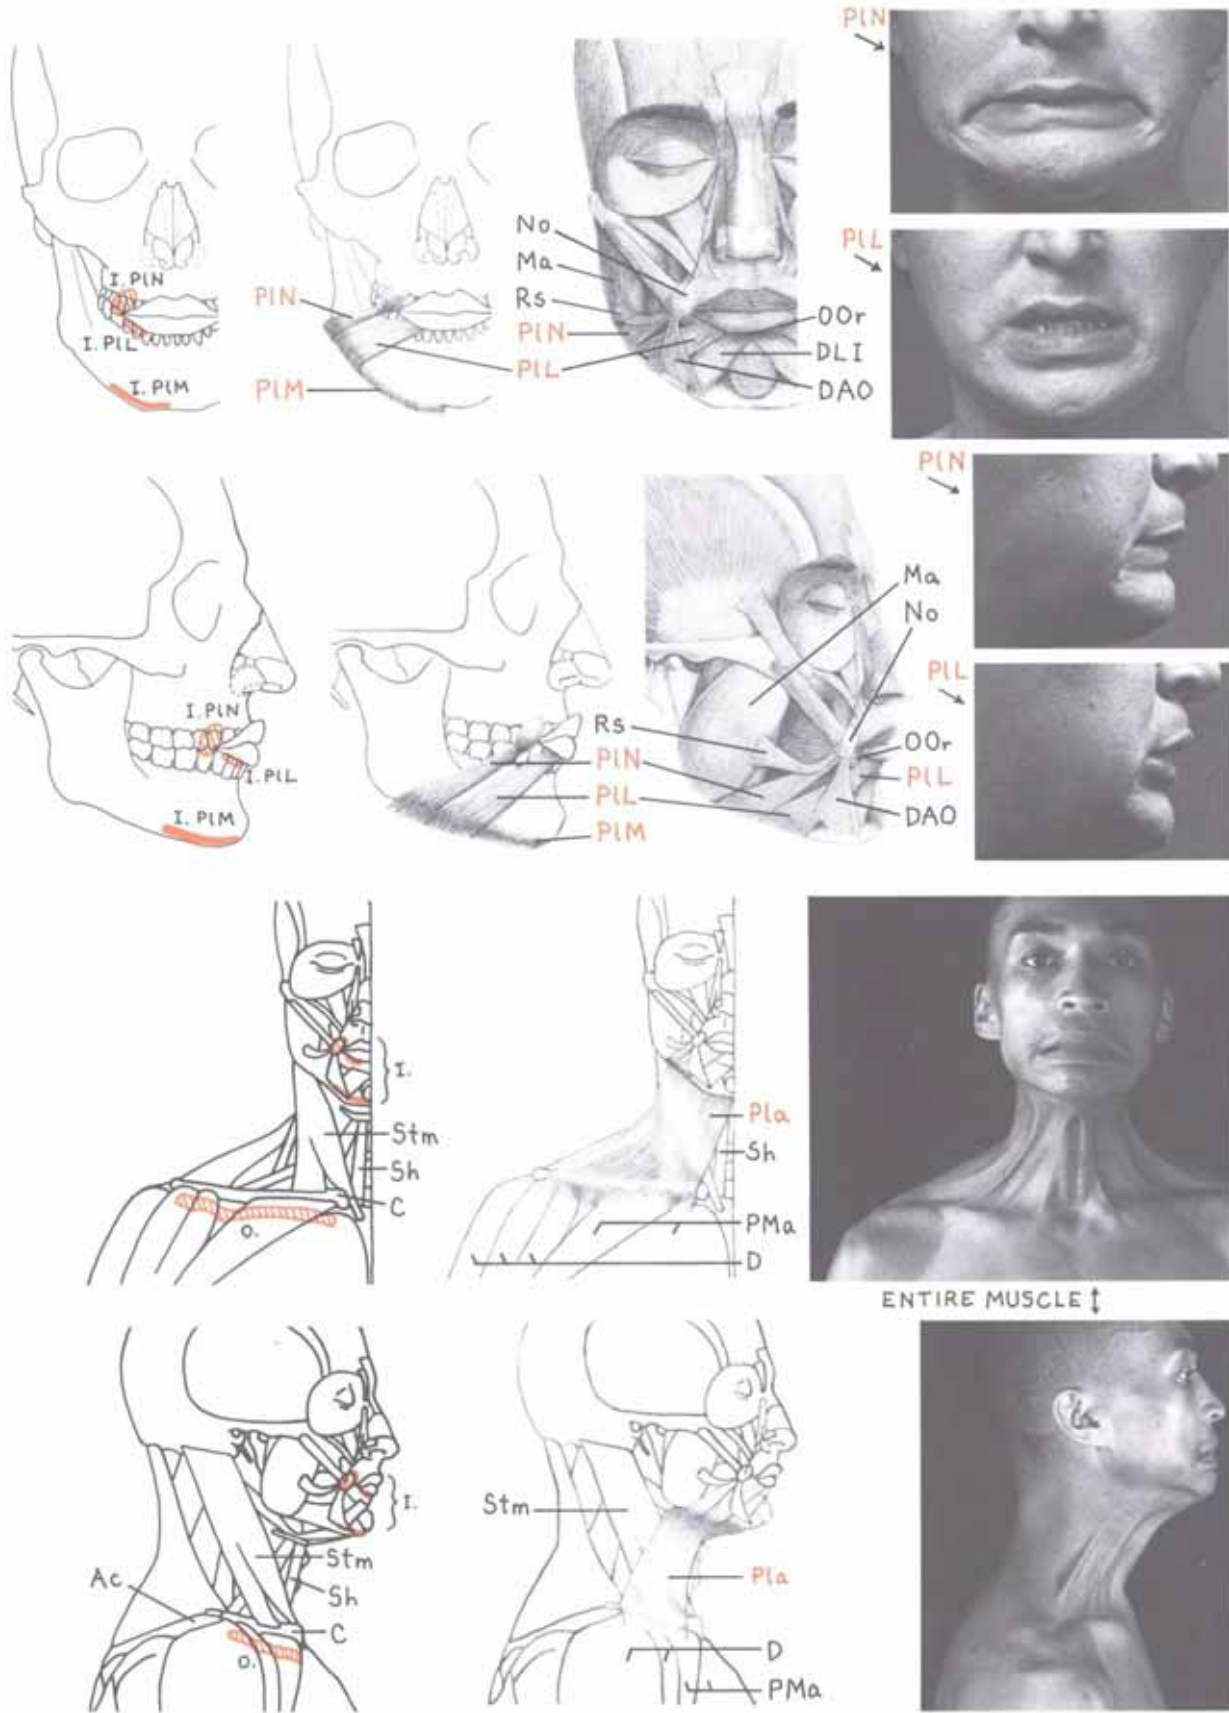 PlN
No
Ma
Rs
PlN
PlL
OOr
DLI
DAO
PlN
PlL
PlM
I. PlN
I. PlL
I. PlM
PlL
PlN
PlL
Ma
No
Rs
PlN
PlL
PlM
OOr
PlL
DAO
I. PlN
I. PlL
I. PlM
I.
Stm
Sh
C
O.
Pla
Sh
PMa
D
ENTIRE MUSCLE
I.
Stm
Sh
Ac
C
O.
Stm
Pla
D
PMa